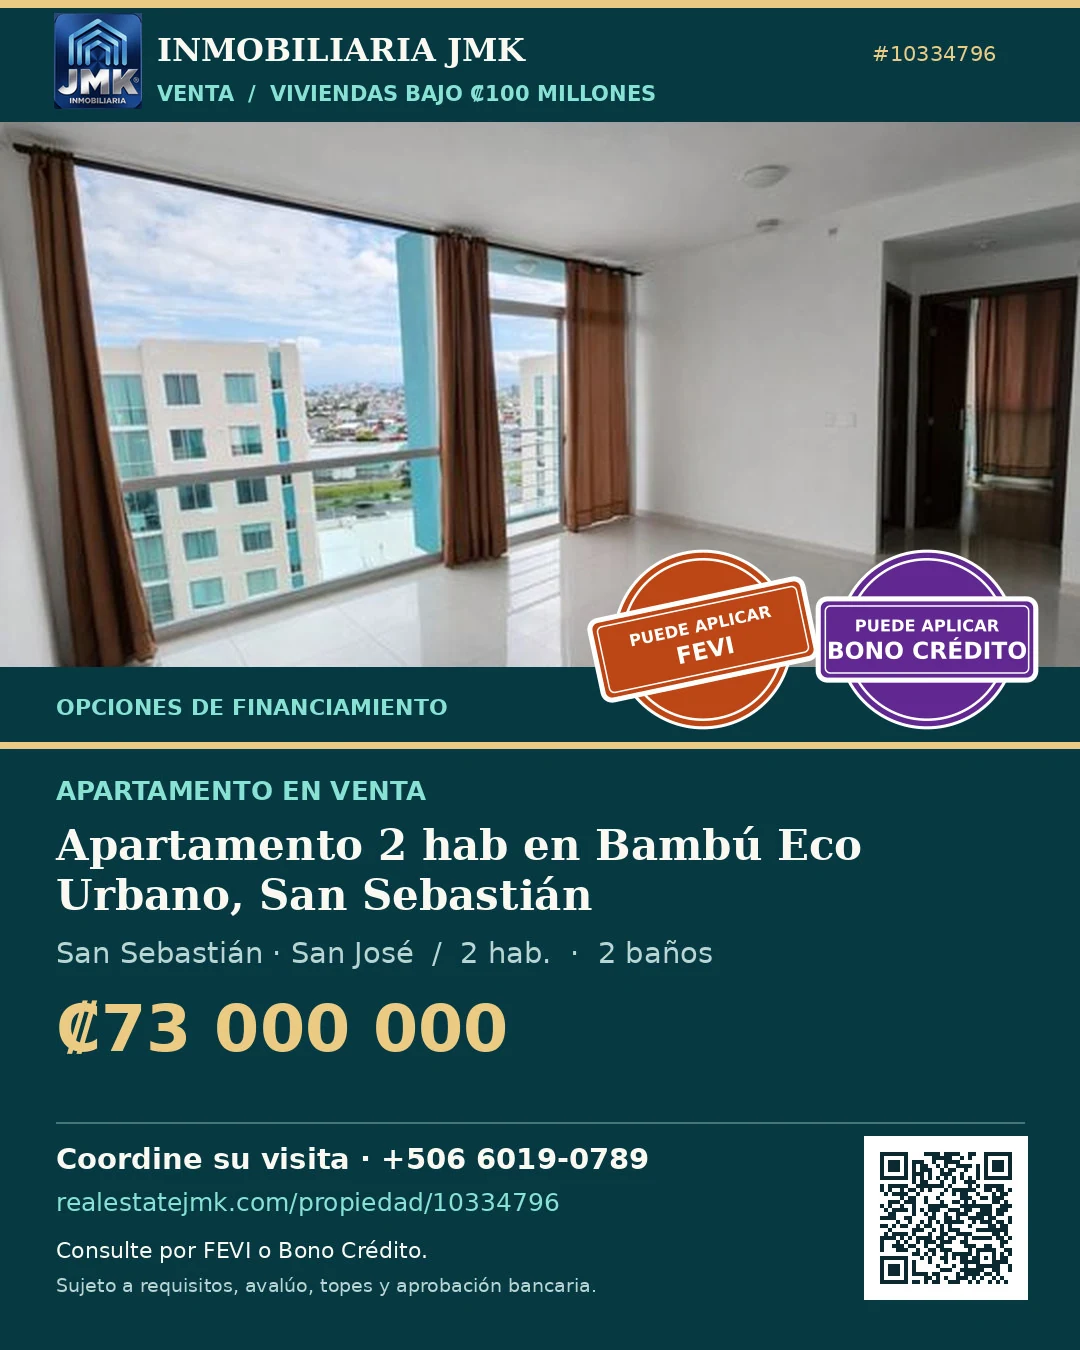 JMK
INMOBILIARIA
INMOBILIARIA JMK
#10334796
VENTA / VIVIENDAS BAJO ₡100 MILLONES
PUEDE APLICAR
FEVI
PUEDE APLICAR
BONO CRÉDITO
OPCIONES DE FINANCIAMIENTO
APARTAMENTO EN VENTA
Apartamento 2 hab en Bambú Eco
Urbano, San Sebastián
San Sebastián · San José / 2 hab. · 2 baños
₡73 000 000
Coordine su visita · +506 6019-0789
realestatejmk.com/propiedad/10334796
Consulte por FEVI o Bono Crédito.
Sujeto a requisitos, avalúo, topes y aprobación bancaria.